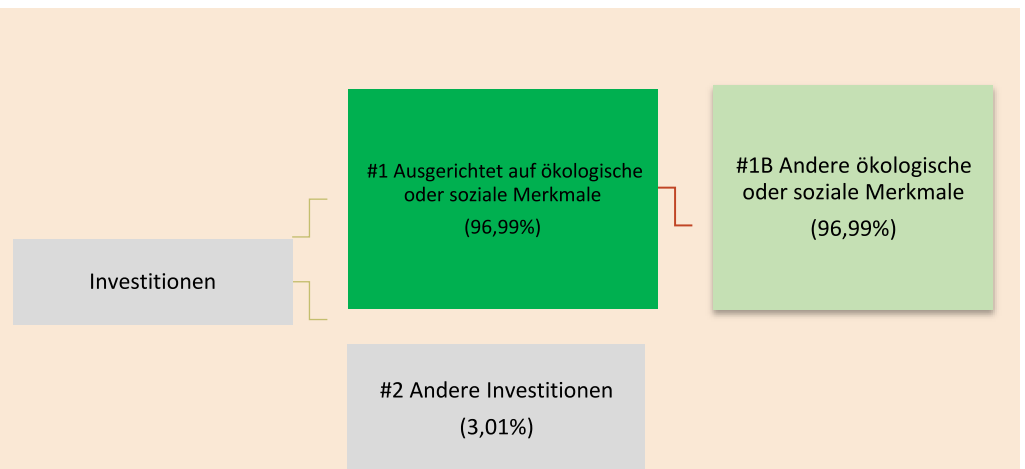 #1 Ausgerichtet auf ökologische
oder soziale Merkmale
(96,99%)
#1B Andere ökologische
oder soziale Merkmale
(96,99%)
Investitionen
#2 Andere Investitionen
(3,01%)